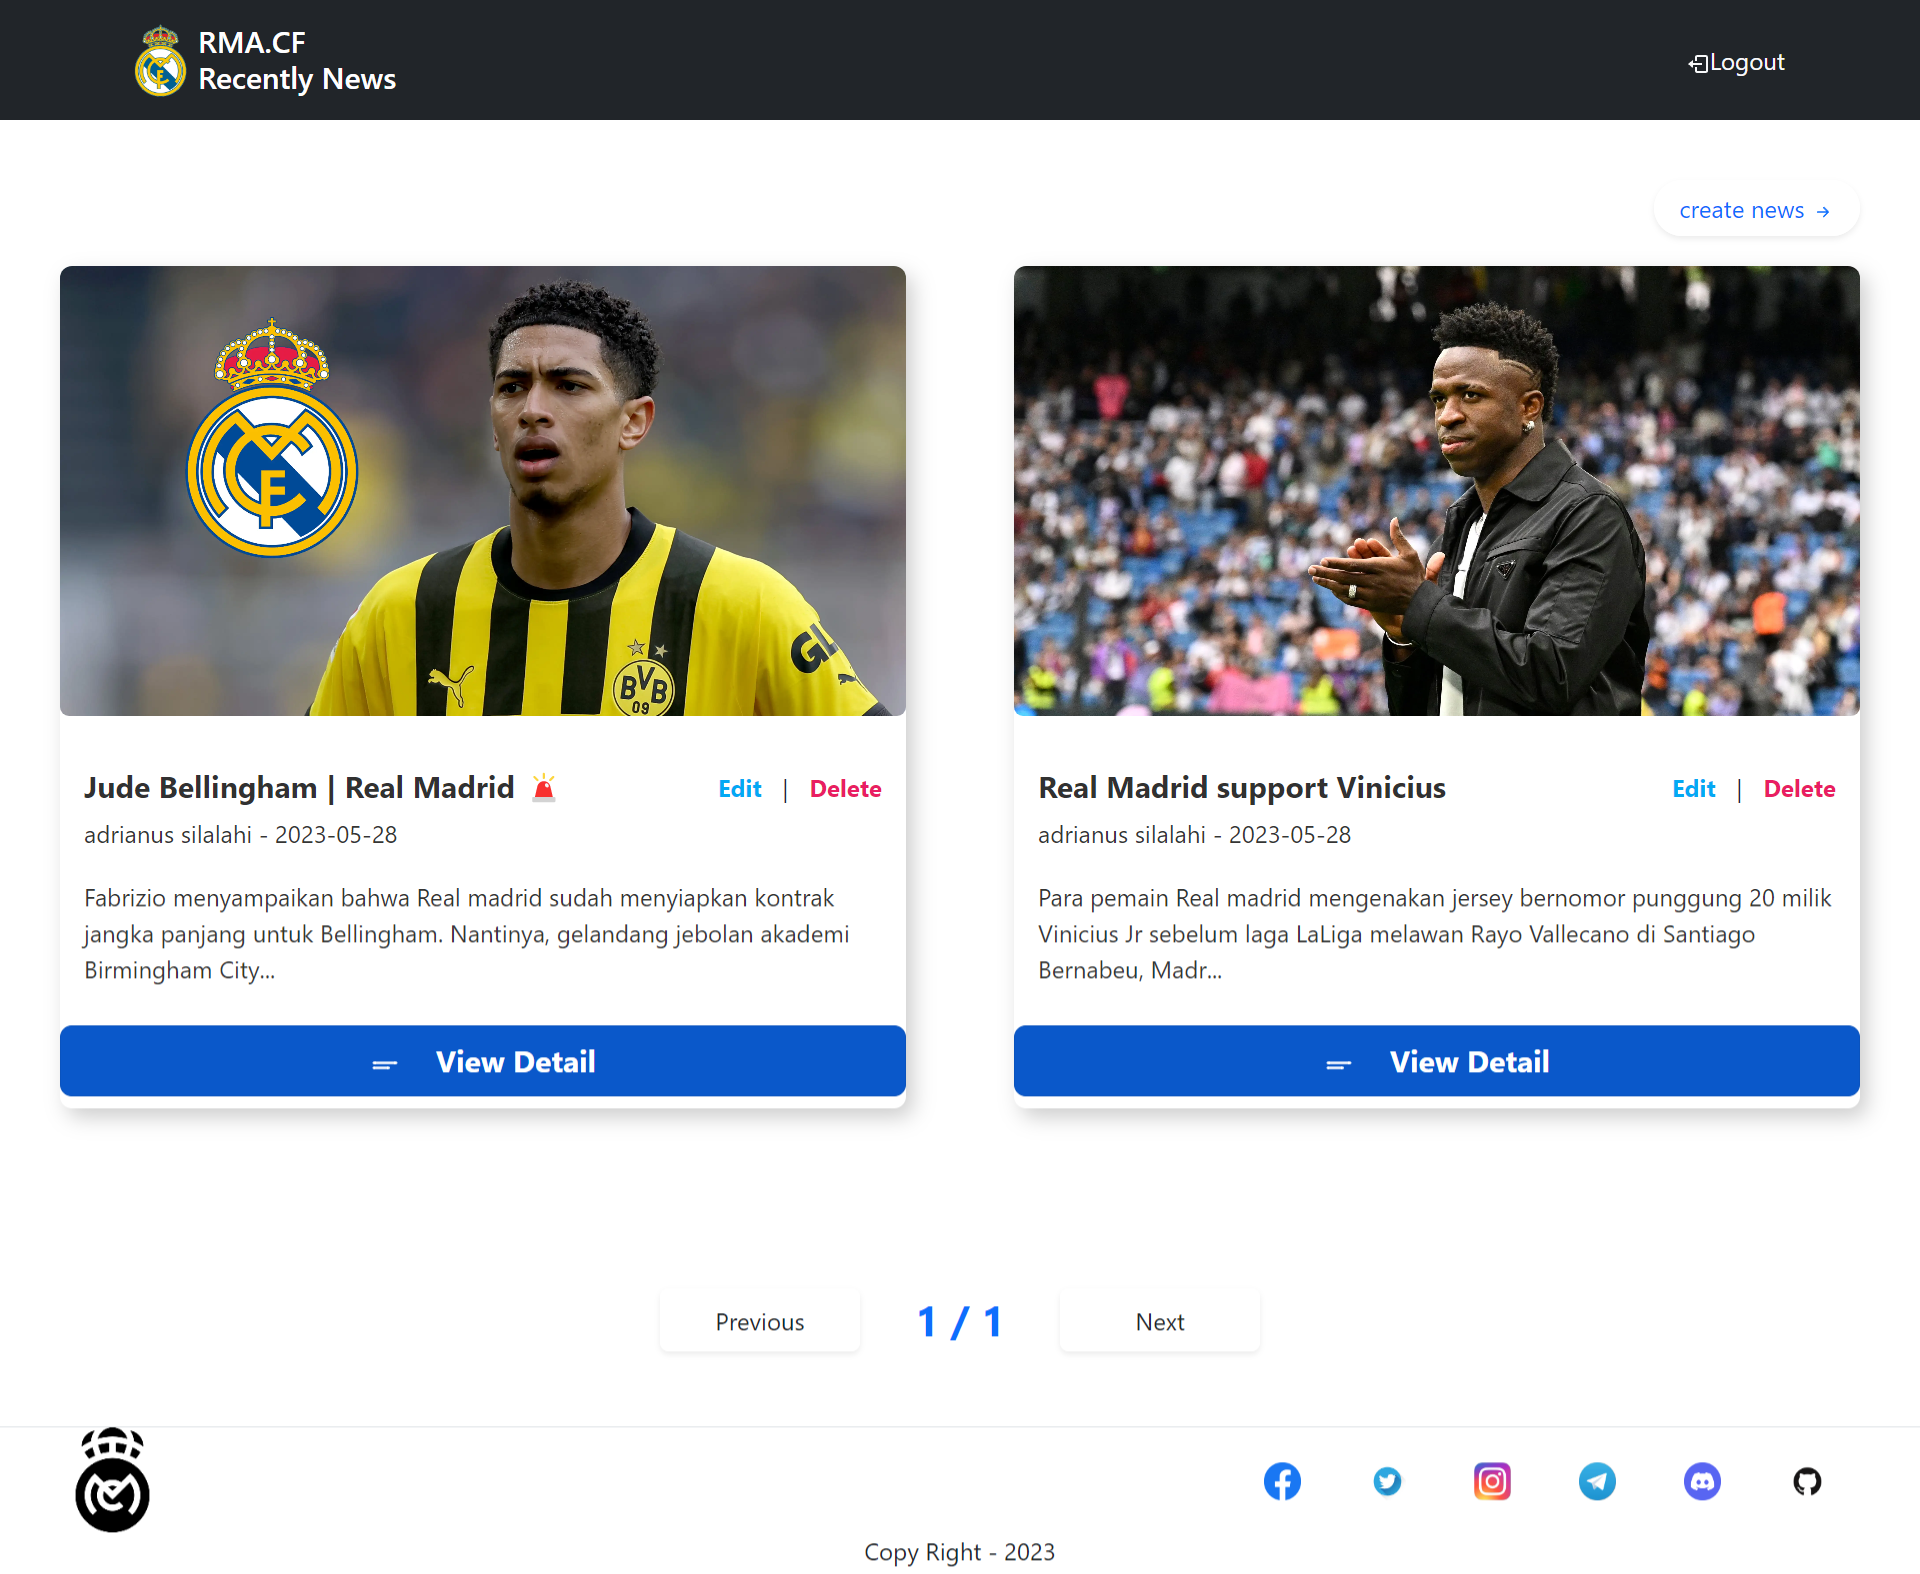 RMA.CF
Recently News
Logout
create news →
GL
BVB
09
Jude Bellingham | Real Madrid 🚨
Edit | Delete
adrianus silalahi - 2023-05-28
Fabrizio menyampaikan bahwa Real madrid sudah menyiapkan kontrak
jangka panjang untuk Bellingham. Nantinya, gelandang jebolan akademi
Birmingham City...
View Detail
Real Madrid support Vinicius
Edit | Delete
adrianus silalahi - 2023-05-28
Para pemain Real madrid mengenakan jersey bernomor punggung 20 milik
Vinicius Jr sebelum laga LaLiga melawan Rayo Vallecano di Santiago
Bernabeu, Madr...
View Detail
Previous
1 / 1
Next
Copy Right - 2023